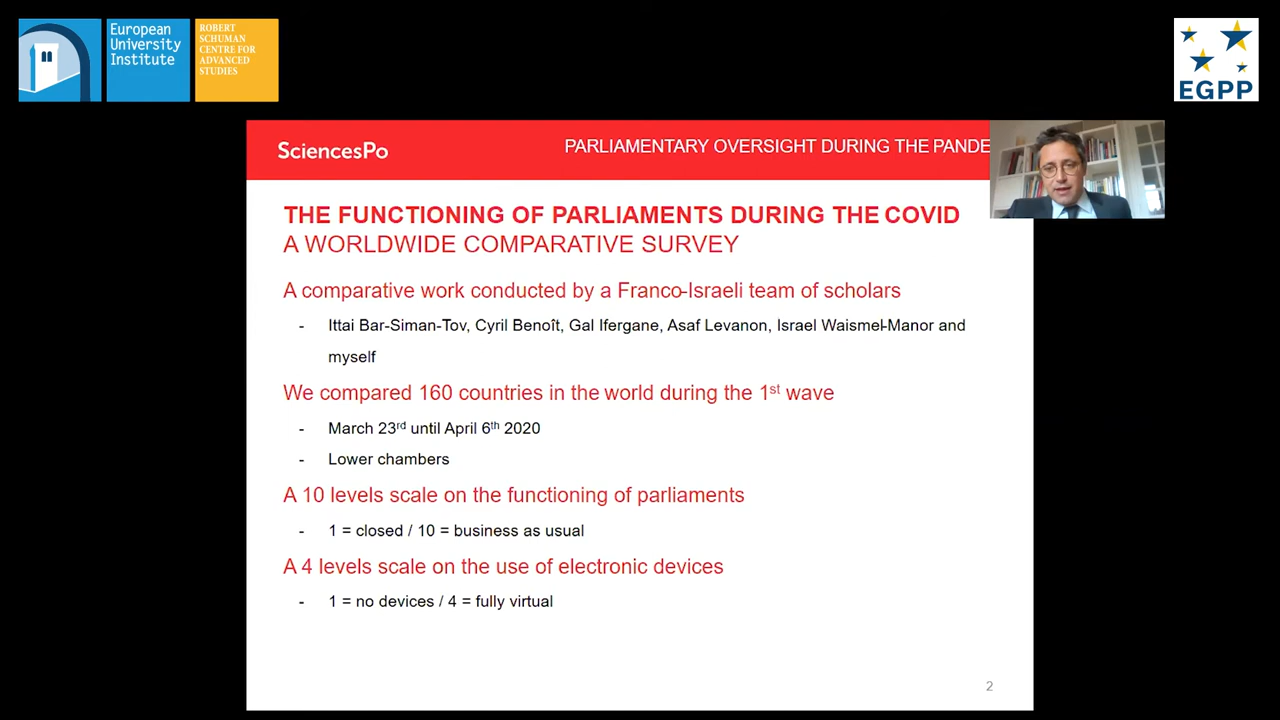 European
University
Institute
ROBERT
SCHUMAN
CENTRE FOR
ADVANCED
STUDIES
EGPP
SciencesPo
PARLIAMENTARY OVERSIGHT DURING THE PANDE
THE FUNCTIONING OF PARLIAMENTS DURING THE COVID
A WORLDWIDE COMPARATIVE SURVEY
A comparative work conducted by a Franco-Israeli team of scholars
- Ittai Bar-Siman-Tov, Cyril Benoît, Gal Ifergane, Asaf Levanon, Israel Waismel-Manor and
myself
We compared 160 countries in the world during the 1st wave
- March 23rd until April 6th 2020
- Lower chambers
A 10 levels scale on the functioning of parliaments
- 1 = closed / 10 = business as usual
A 4 levels scale on the use of electronic devices
- 1 = no devices / 4 = fully virtual
2